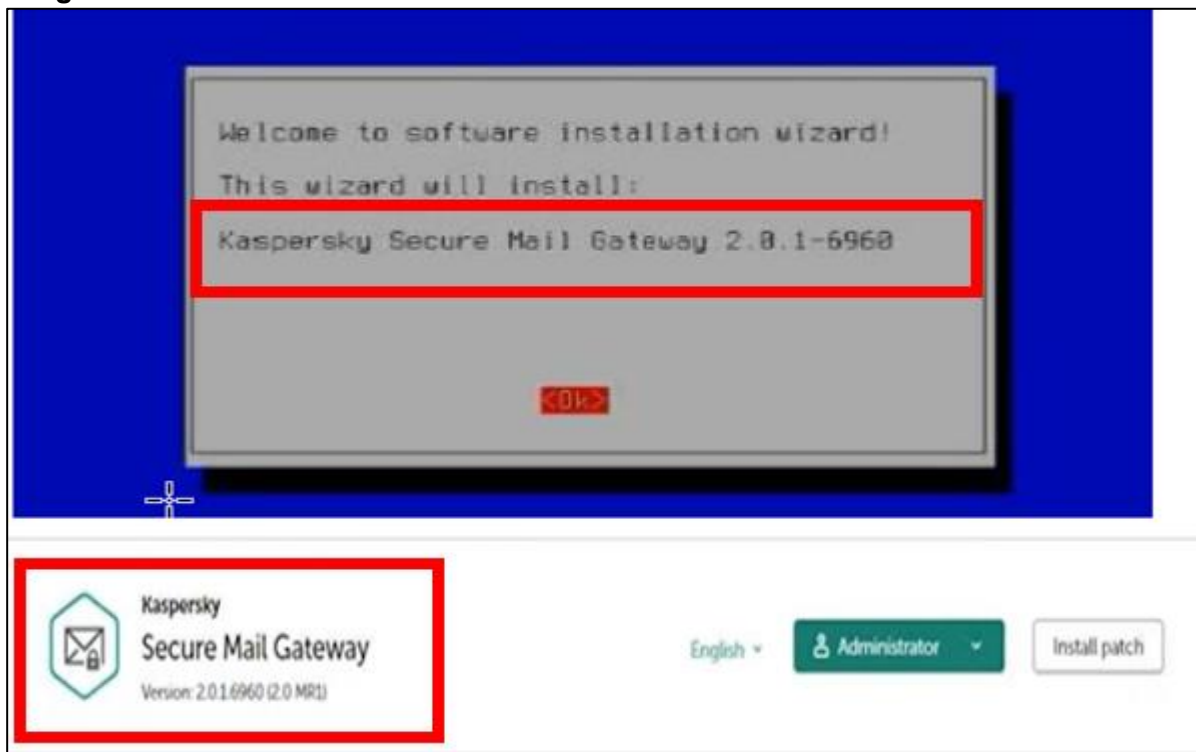 Welcome to software installation wizard!
This wizard will install:
Kaspersky Secure Mail Gateway 2.0.1-6960
<Ok>
Kaspersky
Secure Mail Gateway
Version: 2.0.1.6960 (2.0 MR1)
English
Administrator
Install patch